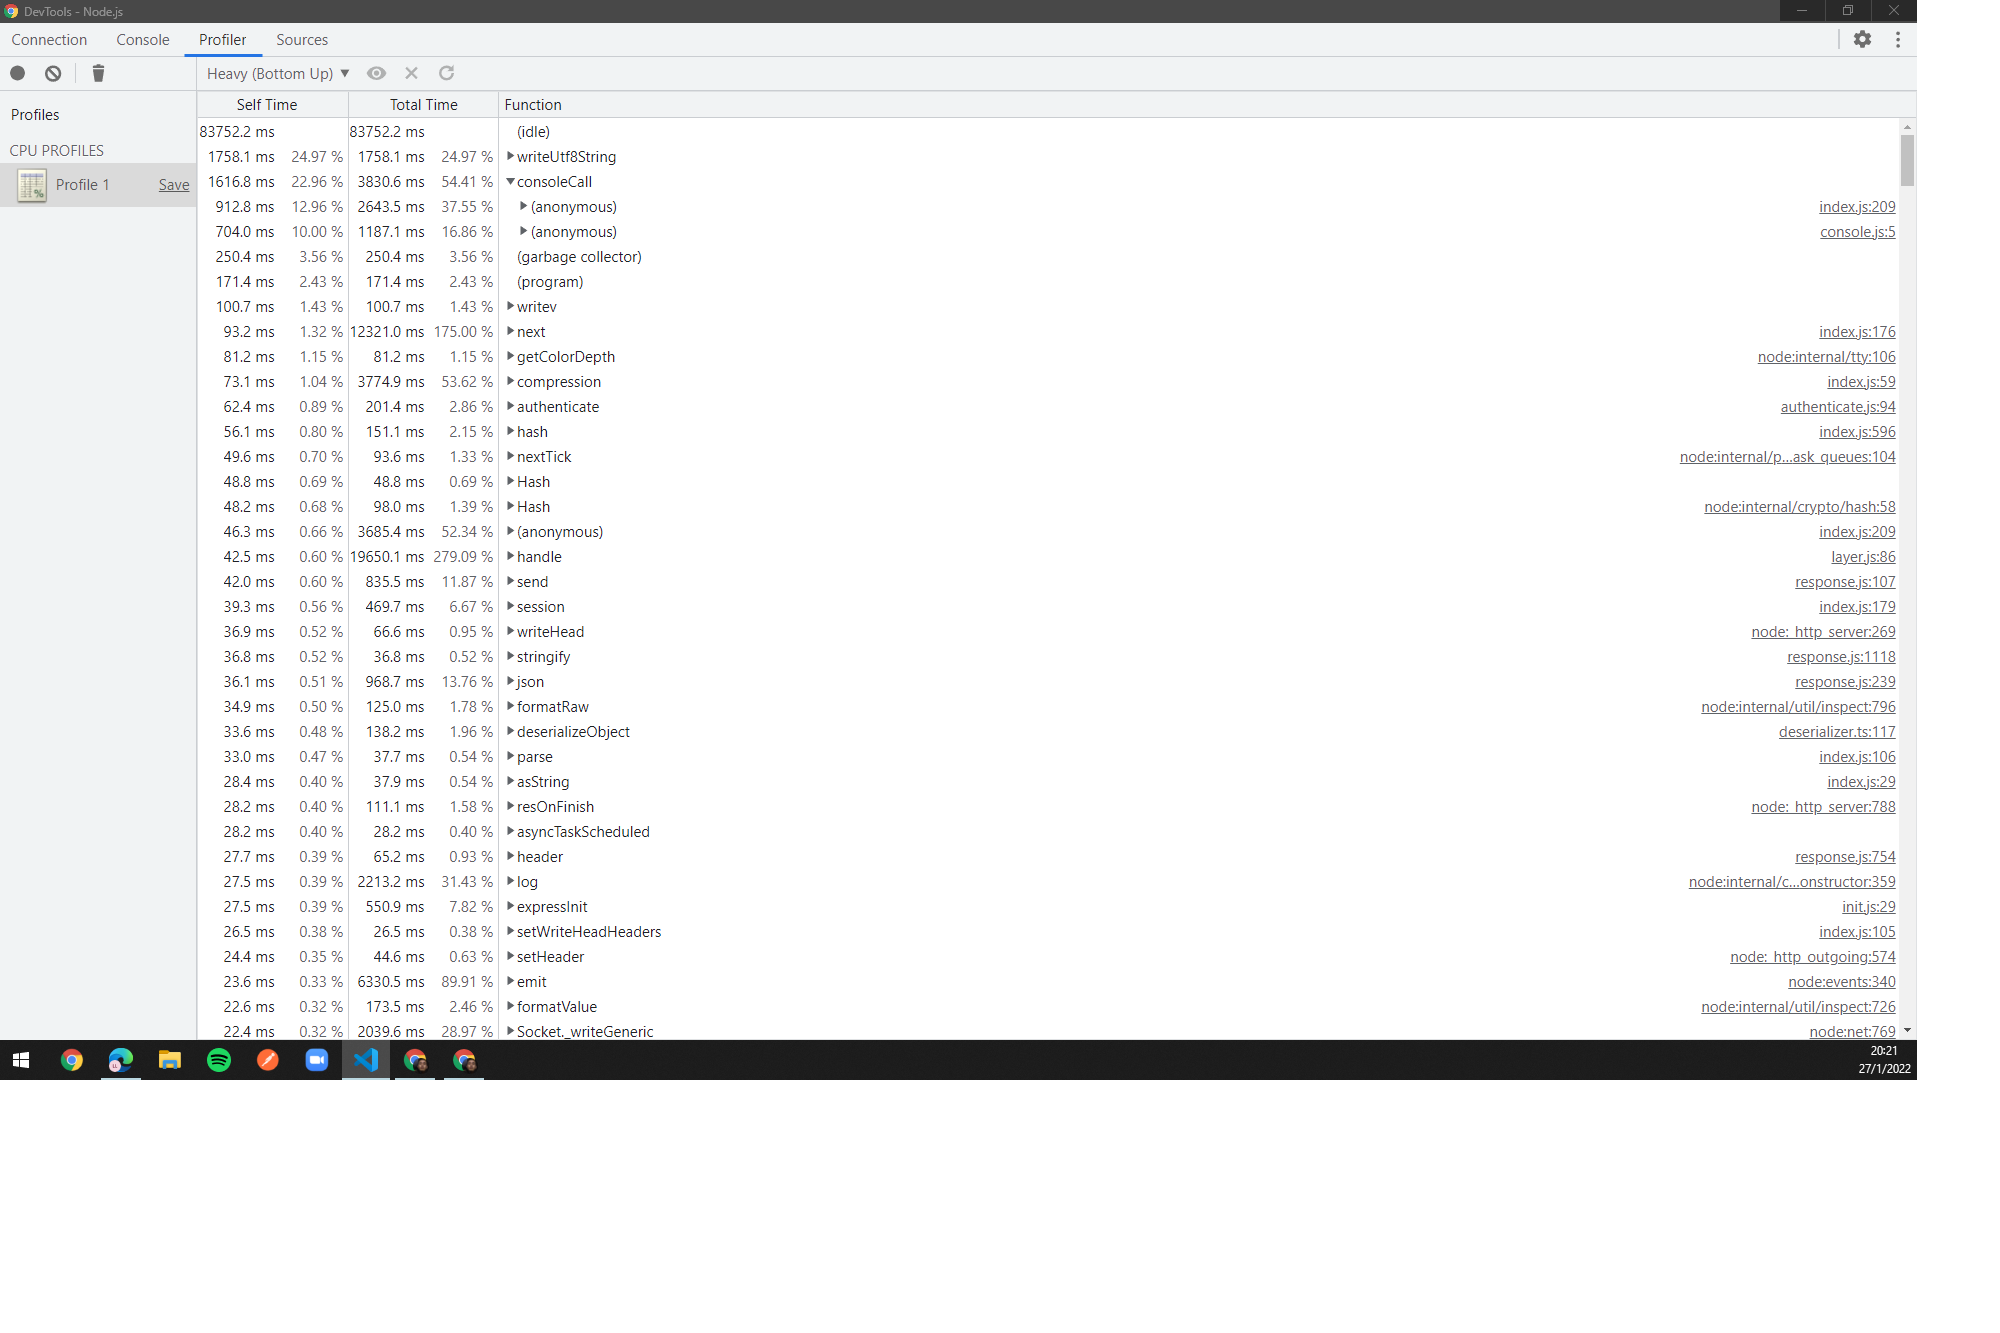 DevTools - Node.js
Connection Console Profiler Sources
Heavy (Bottom Up)
Profiles
CPU PROFILES
Profile 1 Save
Self Time Total Time Function
83752.2 ms 83752.2 ms (idle)
1758.1 ms 24.97 % 1758.1 ms 24.97 % writeUtf8String
1616.8 ms 22.96 % 3830.6 ms 54.41 % consoleCall
912.8 ms 12.96 % 2643.5 ms 37.55 % (anonymous) index.js:209
704.0 ms 10.00 % 1187.1 ms 16.86 % (anonymous) console.js:5
250.4 ms 3.56 % 250.4 ms 3.56 % (garbage collector)
171.4 ms 2.43 % 171.4 ms 2.43 % (program)
100.7 ms 1.43 % 100.7 ms 1.43 % writev
93.2 ms 1.32 % 12321.0 ms 175.00 % next index.js:176
81.2 ms 1.15 % 81.2 ms 1.15 % getColorDepth node:internal/tty:106
73.1 ms 1.04 % 3774.9 ms 53.62 % compression index.js:59
62.4 ms 0.89 % 201.4 ms 2.86 % authenticate authenticate.js:94
56.1 ms 0.80 % 151.1 ms 2.15 % hash index.js:596
49.6 ms 0.70 % 93.6 ms 1.33 % nextTick node:internal/p...ask_queues:104
48.8 ms 0.69 % 48.8 ms 0.69 % Hash
48.2 ms 0.68 % 98.0 ms 1.39 % Hash node:internal/crypto/hash:58
46.3 ms 0.66 % 3685.4 ms 52.34 % (anonymous) index.js:209
42.5 ms 0.60 % 19650.1 ms 279.09 % handle layer.js:86
42.0 ms 0.60 % 835.5 ms 11.87 % send response.js:107
39.3 ms 0.56 % 469.7 ms 6.67 % session index.js:179
36.9 ms 0.52 % 66.6 ms 0.95 % writeHead node:_http_server:269
36.8 ms 0.52 % 36.8 ms 0.52 % stringify response.js:1118
36.1 ms 0.51 % 968.7 ms 13.76 % json response.js:239
34.9 ms 0.50 % 125.0 ms 1.78 % formatRaw node:internal/util/inspect:796
33.6 ms 0.48 % 138.2 ms 1.96 % deserializeObject deserializer.ts:117
33.0 ms 0.47 % 37.7 ms 0.54 % parse index.js:106
28.4 ms 0.40 % 37.9 ms 0.54 % asString index.js:29
28.2 ms 0.40 % 111.1 ms 1.58 % resOnFinish node:_http_server:788
28.2 ms 0.40 % 28.2 ms 0.40 % asyncTaskScheduled
27.7 ms 0.39 % 65.2 ms 0.93 % header response.js:754
27.5 ms 0.39 % 2213.2 ms 31.43 % log node:internal/c...onstructor:359
27.5 ms 0.39 % 550.9 ms 7.82 % expressInit init.js:29
26.5 ms 0.38 % 26.5 ms 0.38 % setWriteHeadHeaders index.js:105
24.4 ms 0.35 % 44.6 ms 0.63 % setHeader node:_http_outgoing:574
23.6 ms 0.33 % 6330.5 ms 89.91 % emit node:events:340
22.6 ms 0.32 % 173.5 ms 2.46 % formatValue node:internal/util/inspect:726
22.4 ms 0.32 % 2039.6 ms 28.97 % Socket._writeGeneric node:net:769
20:21
27/1/2022